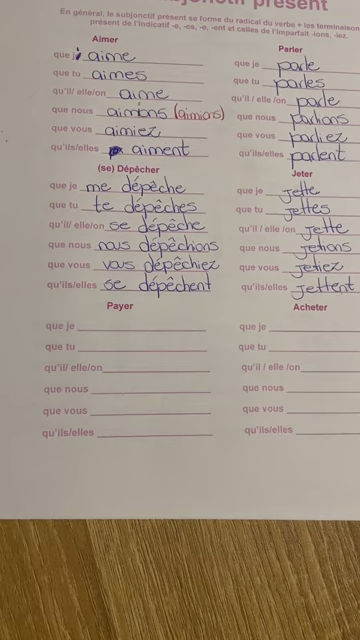 présent
En général, le subjonctif présent se forme du radical du verbe + les terminaison
présent de l'indicatif -e, -es, -e, -ent et celles de l'imparfait -ions, -iez.
Aimer
que j' aime
que tu aimes
qu'il/ elle/on aime
que nous aimons (aimions)
que vous aimiez
qu'ils/elles aiment
Parler
que je parle
que tu parles
qu'il / elle /on parle
que nous parlions
que vous parliez
qu'ils/elles parlent
(se) Dépêcher
que je me dépêche
que tu te dépêches
qu'il/ elle/on se dépêche
que nous nous dépêchions
que vous vous dépêchiez
qu'ils/elles se dépêchent
Jeter
que je Jette
que tu Jettes
qu'il / elle /on Jette
que nous Jetions
que vous Jetiez
qu'ils/elles Jettent
Payer
que je
que tu
qu'il/ elle/on
que nous
que vous
qu'ils/elles
Acheter
que je
que tu
qu'il / elle /on
que nous
que vous
qu'ils/elles